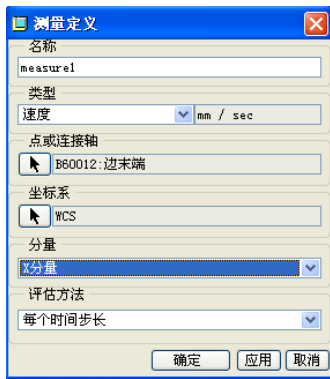 测量定义
名称
measure1
类型
速度 mm / sec
点或连接轴
B60012:边末端
坐标系
WCS
分量
X分量
评估方法
每个时间步长
确定 应用 取消